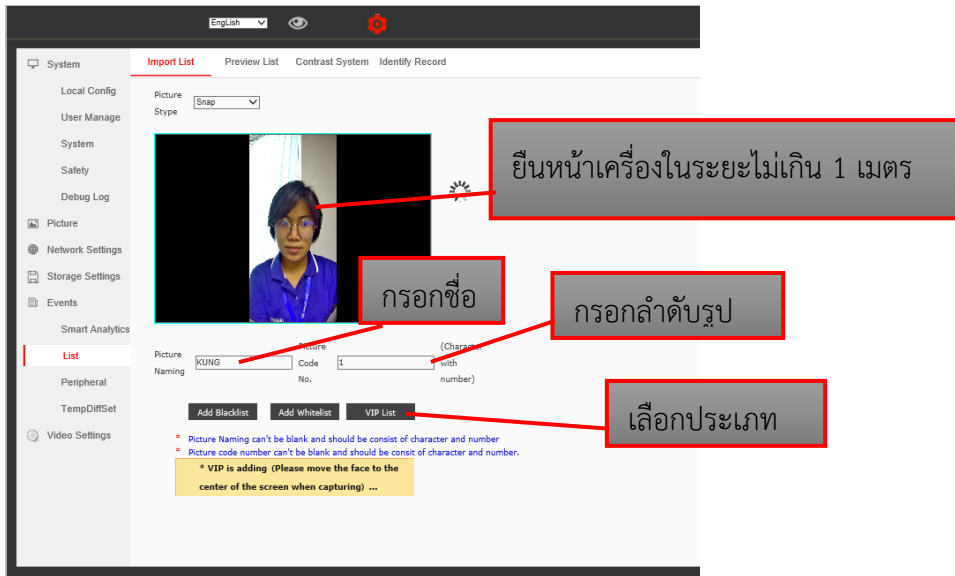 EngLish
System
Import List
Preview List
Contrast System
Identify Record
Local Config
Picture
Stype
Snap
User Manage
System
Safety
Debug Log
Picture
Network Settings
Storage Settings
Events
Smart Analytics
List
Peripheral
TempDiffSet
Video Settings
ยืนหน้าเครื่องในระยะไม่เกิน 1 เมตร
กรอกชื่อ
กรอกลำดับรูป
Picture
Naming
KUNG
Picture
Code
No.
1
(Character
with
number)
เลือกประเภท
Add Blacklist
Add Whitelist
VIP List
* Picture Naming can't be blank and should be consist of character and number
* Picture code number can't be blank and should be consit of character and number.
* VIP is adding (Please move the face to the
center of the screen when capturing) ...